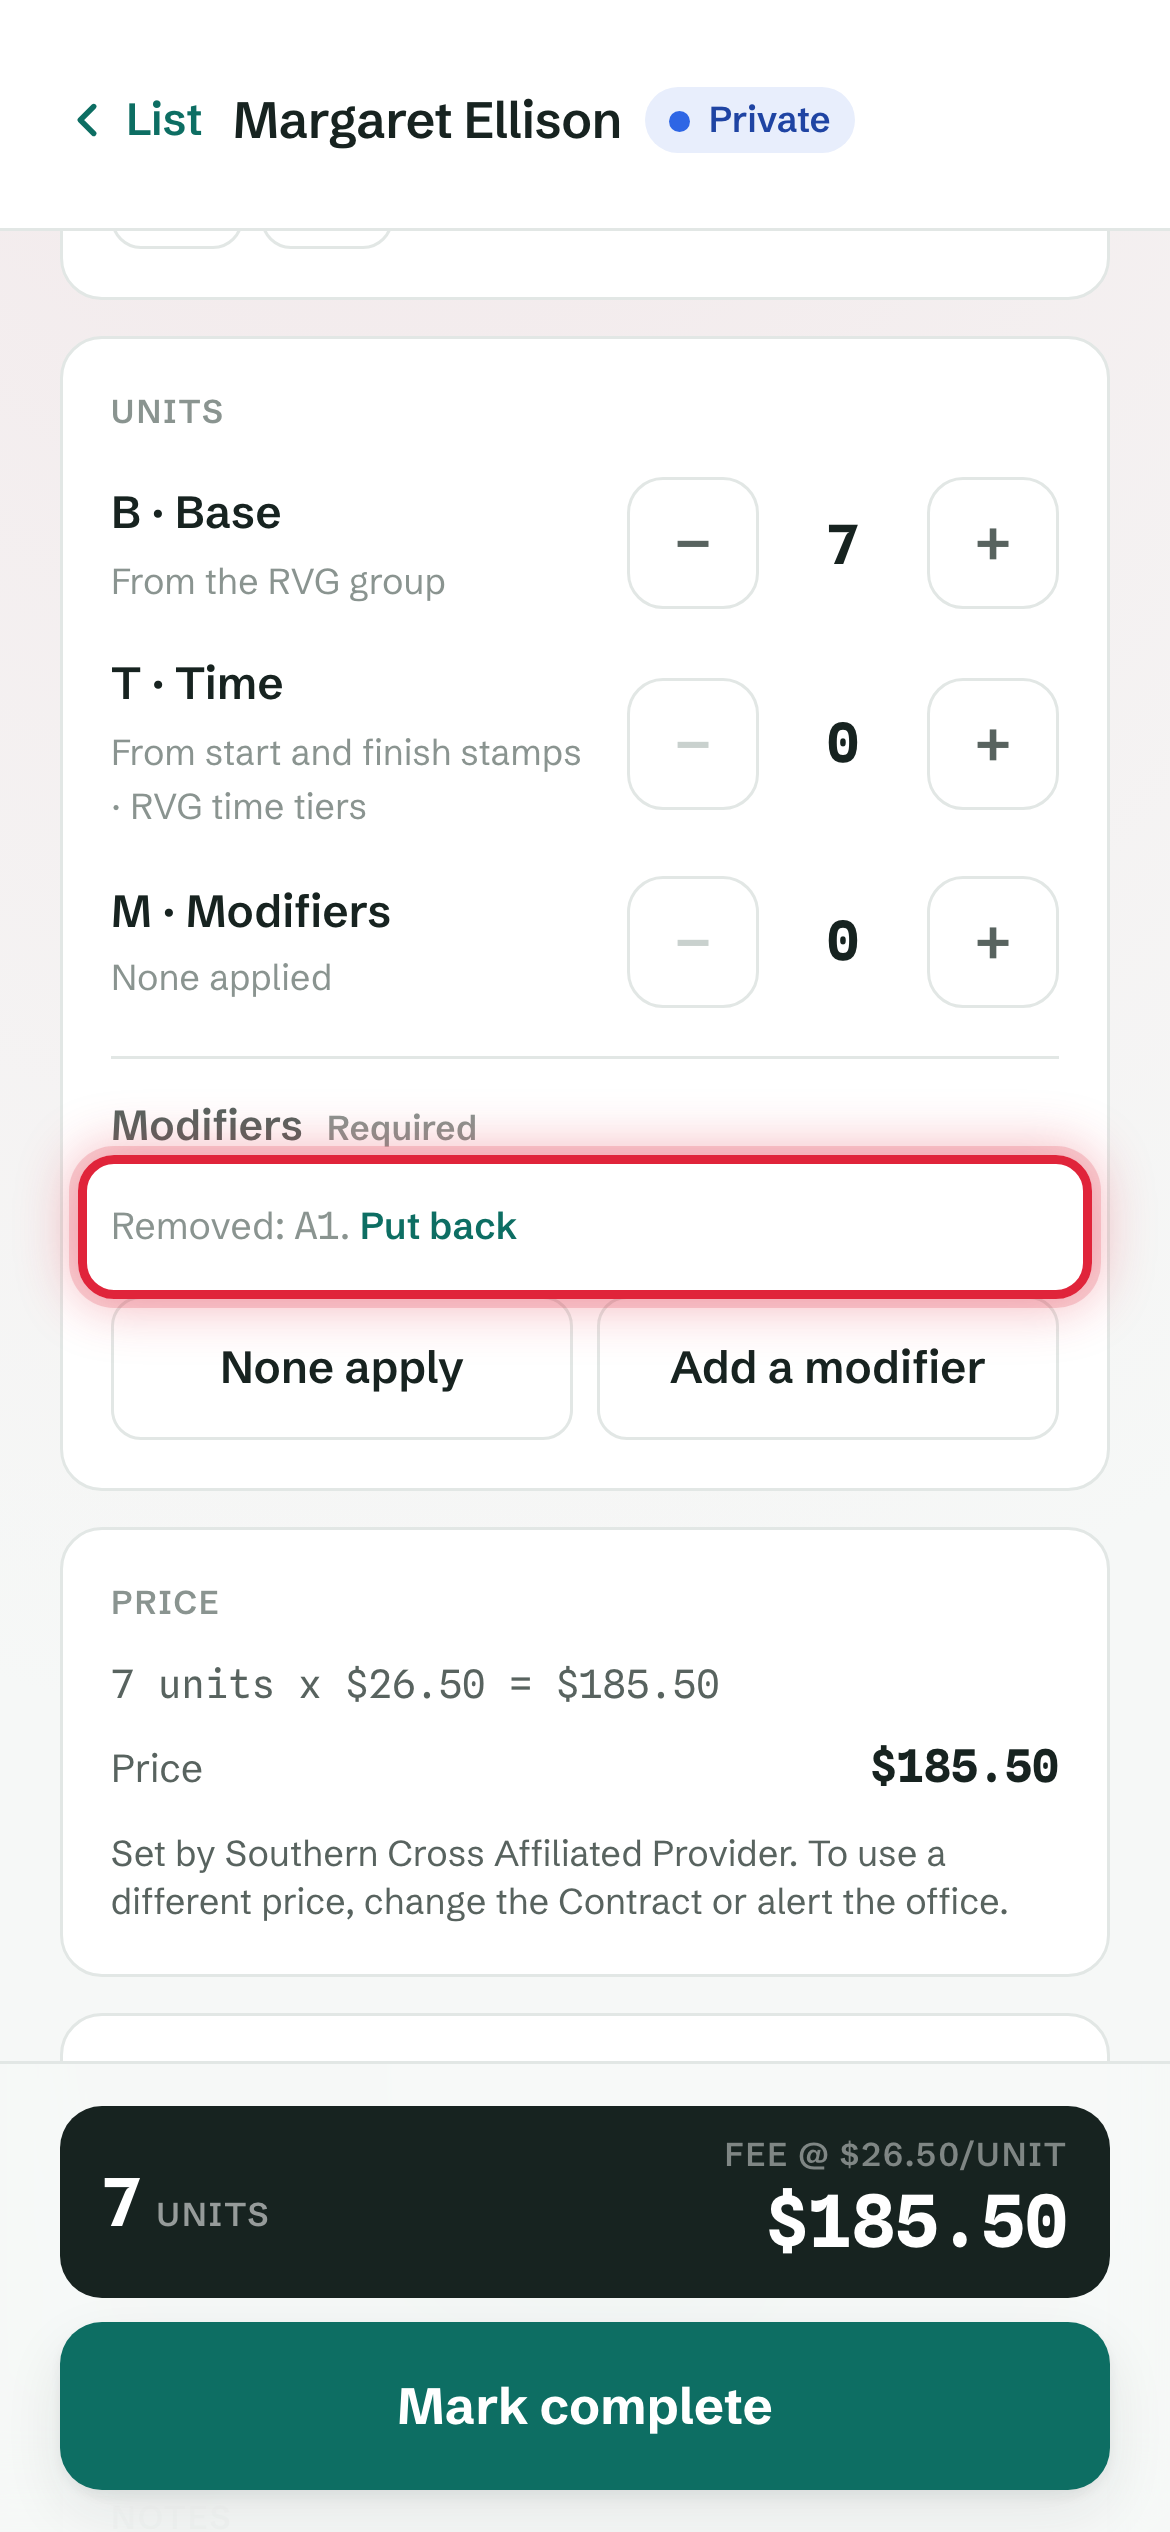 List Margaret Ellison Private
UNITS
B · Base
From the RVG group
− 7 +
T · Time
From start and finish stamps
· RVG time tiers
− 0 +
M · Modifiers
None applied
− 0 +
Modifiers Required
Removed: A1. Put back
None apply
Add a modifier
PRICE
7 units x $26.50 = $185.50
Price $185.50
Set by Southern Cross Affiliated Provider. To use a
different price, change the Contract or alert the office.
7 UNITS
FEE @ $26.50/UNIT
$185.50
Mark complete
NOTES